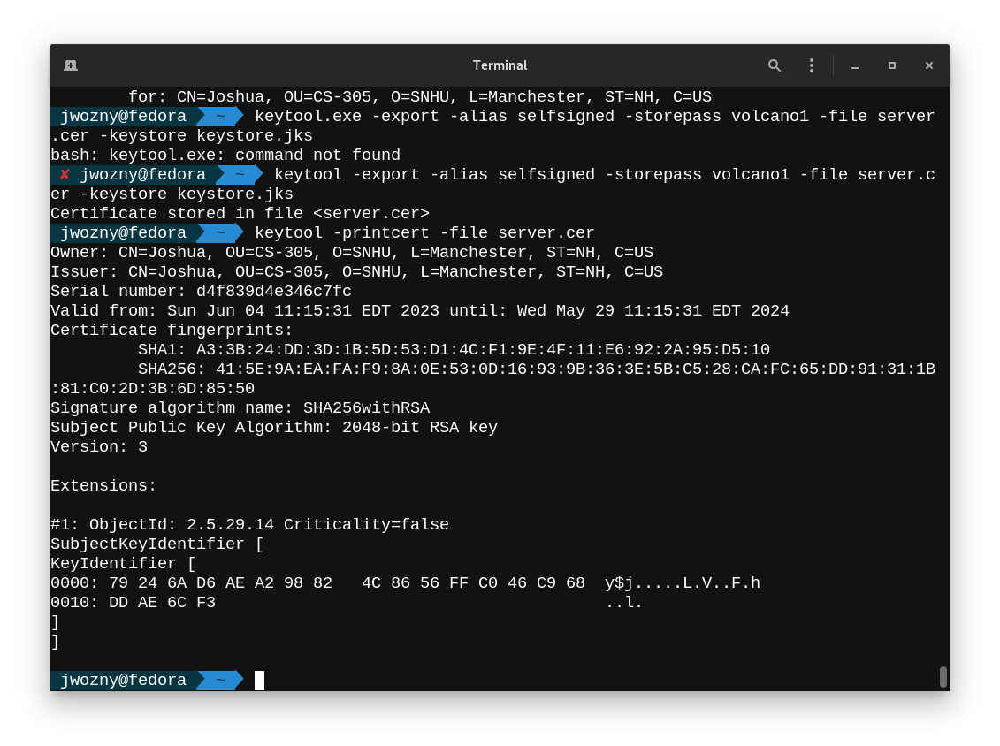 Terminal
for: CN=Joshua, OU=CS-305, O=SNHU, L=Manchester, ST=NH, C=US
jwozny@fedora ~ keytool.exe -export -alias selfsigned -storepass volcano1 -file server
.cer -keystore keystore.jks
bash: keytool.exe: command not found
✘ jwozny@fedora ~ keytool -export -alias selfsigned -storepass volcano1 -file server.c
er -keystore keystore.jks
Certificate stored in file <server.cer>
jwozny@fedora ~ keytool -printcert -file server.cer
Owner: CN=Joshua, OU=CS-305, O=SNHU, L=Manchester, ST=NH, C=US
Issuer: CN=Joshua, OU=CS-305, O=SNHU, L=Manchester, ST=NH, C=US
Serial number: d4f839d4e346c7fc
Valid from: Sun Jun 04 11:15:31 EDT 2023 until: Wed May 29 11:15:31 EDT 2024
Certificate fingerprints:
SHA1: A3:3B:24:DD:3D:1B:5D:53:D1:4C:F1:9E:4F:11:E6:92:2A:95:D5:10
SHA256: 41:5E:9A:EA:FA:F9:8A:0E:53:0D:16:93:9B:36:3E:5B:C5:28:CA:FC:65:DD:91:31:1B
:81:C0:2D:3B:6D:85:50
Signature algorithm name: SHA256withRSA
Subject Public Key Algorithm: 2048-bit RSA key
Version: 3
Extensions:
#1: ObjectId: 2.5.29.14 Criticality=false
SubjectKeyIdentifier [
KeyIdentifier [
0000: 79 24 6A D6 AE A2 98 82   4C 86 56 FF C0 46 C9 68  y$j.....L.V..F.h
0010: DD AE 6C F3                                        ..l.
]
]
jwozny@fedora ~